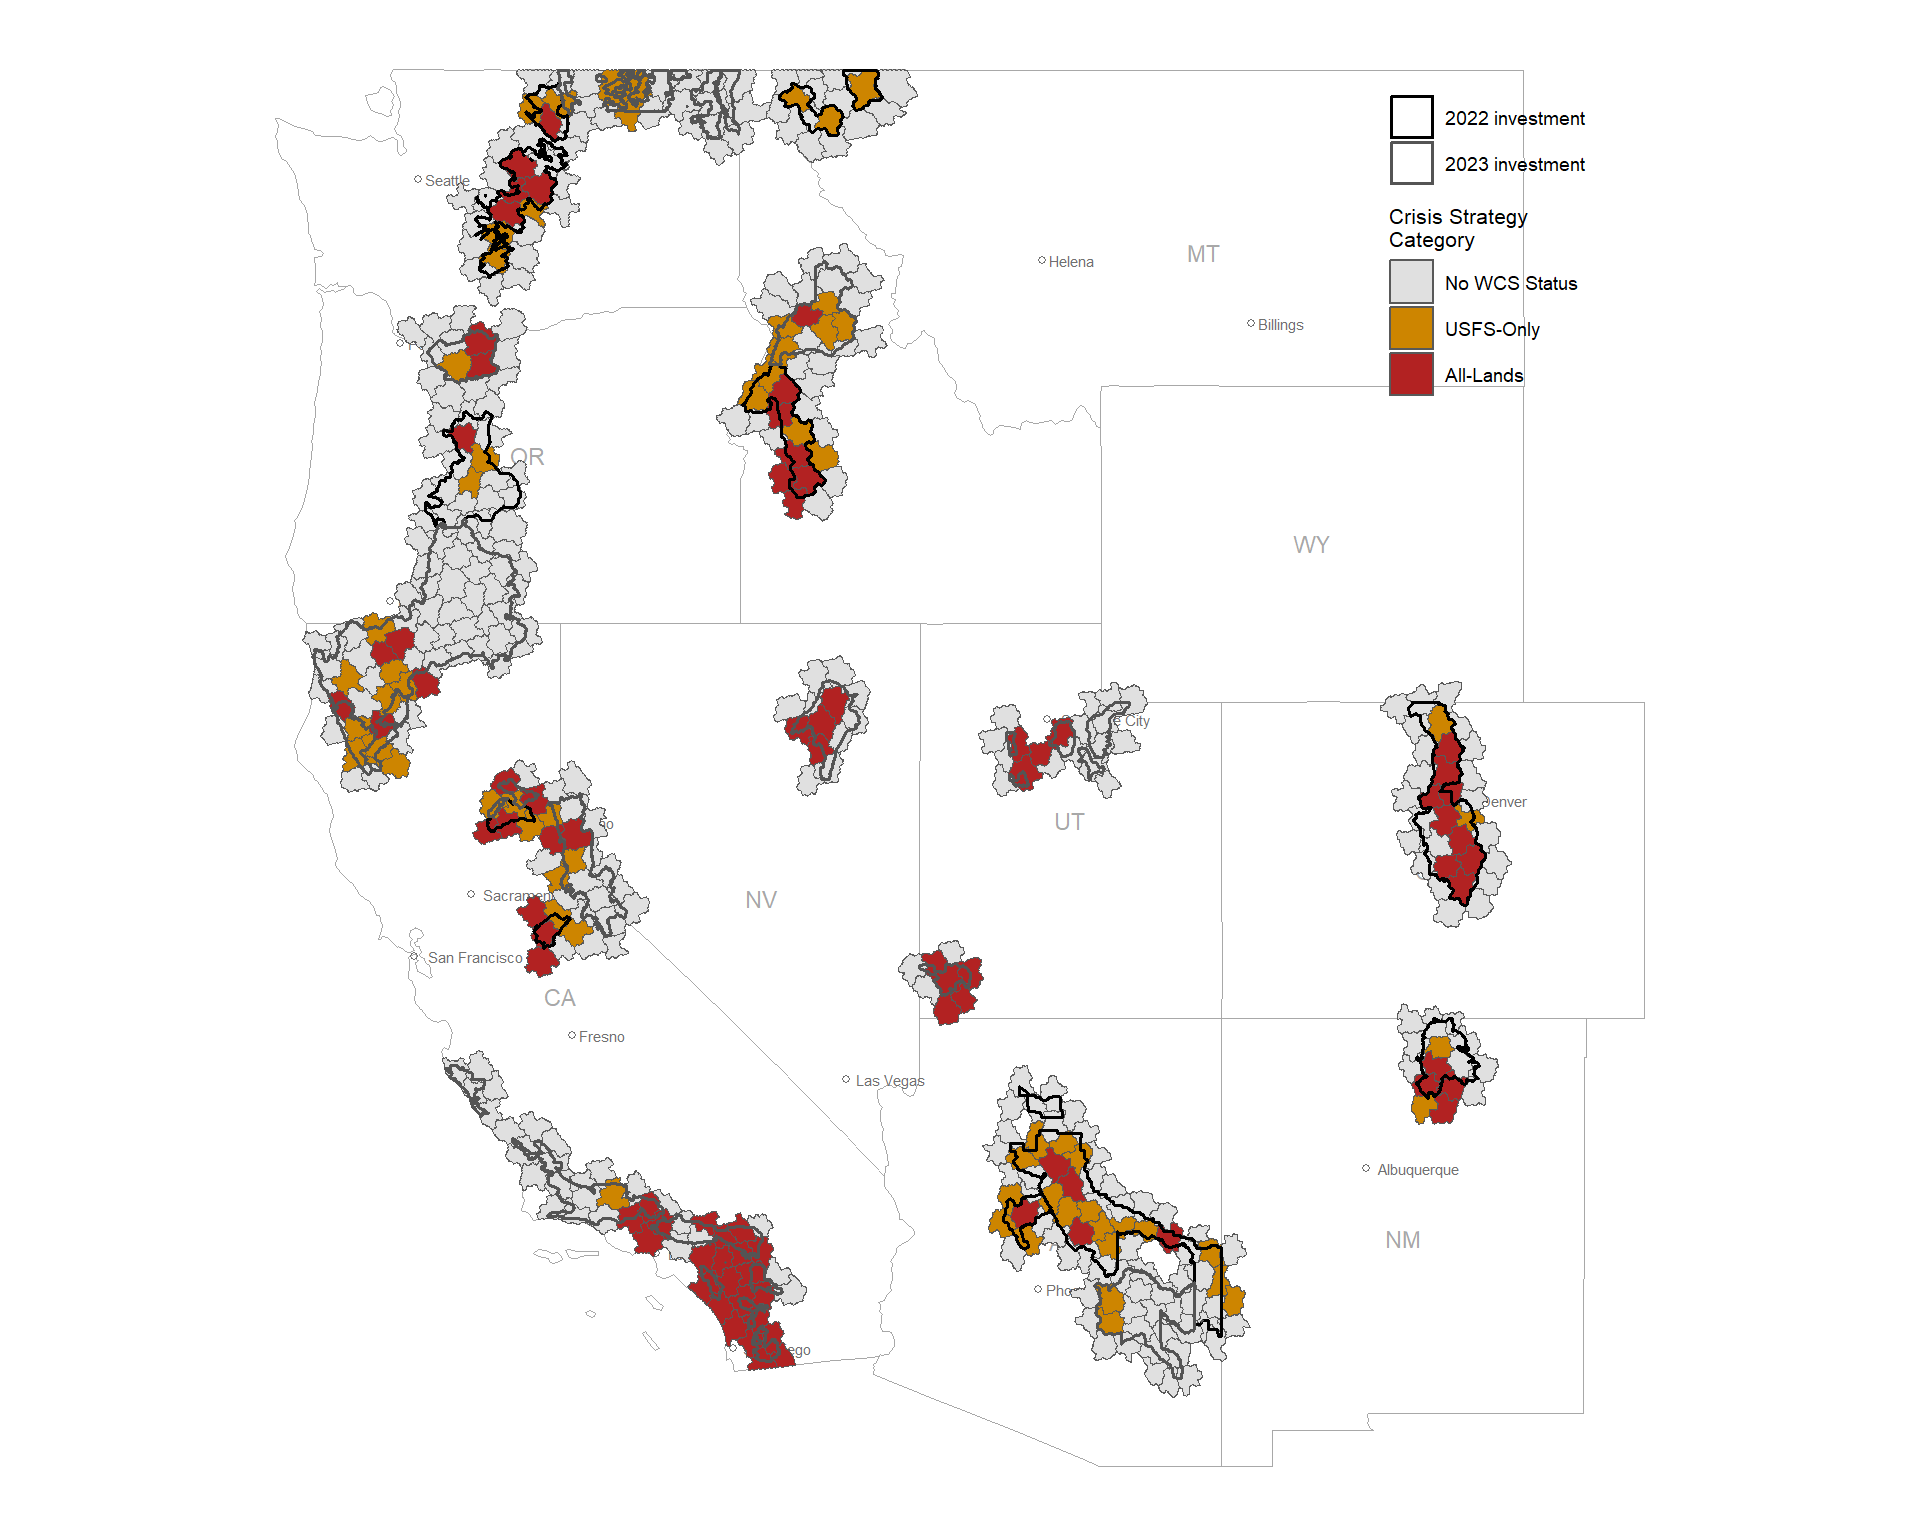 2022 investment
2023 investment
Seattle
Crisis Strategy
Category
MT
Helena
No WCS Status
Billings
USFS-Only
All-Lands
OR
WY
City
Denver
UT
Sacramen
NV
San Francisco
CA
Fresno
Las Vegas
Albuquerque
NM
Pho
ego